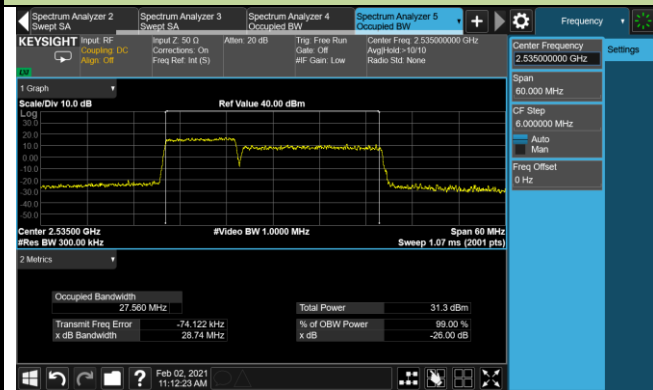 Spectrum Analyzer 2
Swept SA
Spectrum Analyzer 3
Swept SA
Spectrum Analyzer 4
Occupied BW
Spectrum Analyzer 5
Occupied BW
Frequency
KEYSIGHT
Input: RF
Coupling: DC
Align: Off
Input Z: 50 Ω
Corrections: On
Freq Ref: Int (S)
Atten: 20 dB
Trig: Free Run
Gate: Off
#IF Gain: Low
Center Freq: 2.535000000 GHz
Avg|Hold:>10/10
Radio Std: None
Center Frequency
2.535000000 GHz
Settings
Span
60.000 MHz
CF Step
6.000000 MHz
Auto
Man
Freq Offset
0 Hz
1 Graph
Scale/Div 10.0 dB
Ref Value 40.00 dBm
Log
30.0
20.0
10.0
0.00
-10.0
-20.0
-30.0
-40.0
-50.0
Center 2.53500 GHz
#Video BW 1.0000 MHz
Span 60 MHz
#Res BW 300.00 kHz
Sweep 1.07 ms (2001 pts)
2 Metrics
Occupied Bandwidth
27.560 MHz
Total Power
31.3 dBm
Transmit Freq Error
-74.122 kHz
% of OBW Power
99.00 %
x dB Bandwidth
28.74 MHz
x dB
-26.00 dB
?
Feb 02, 2021
11:12:23 AM